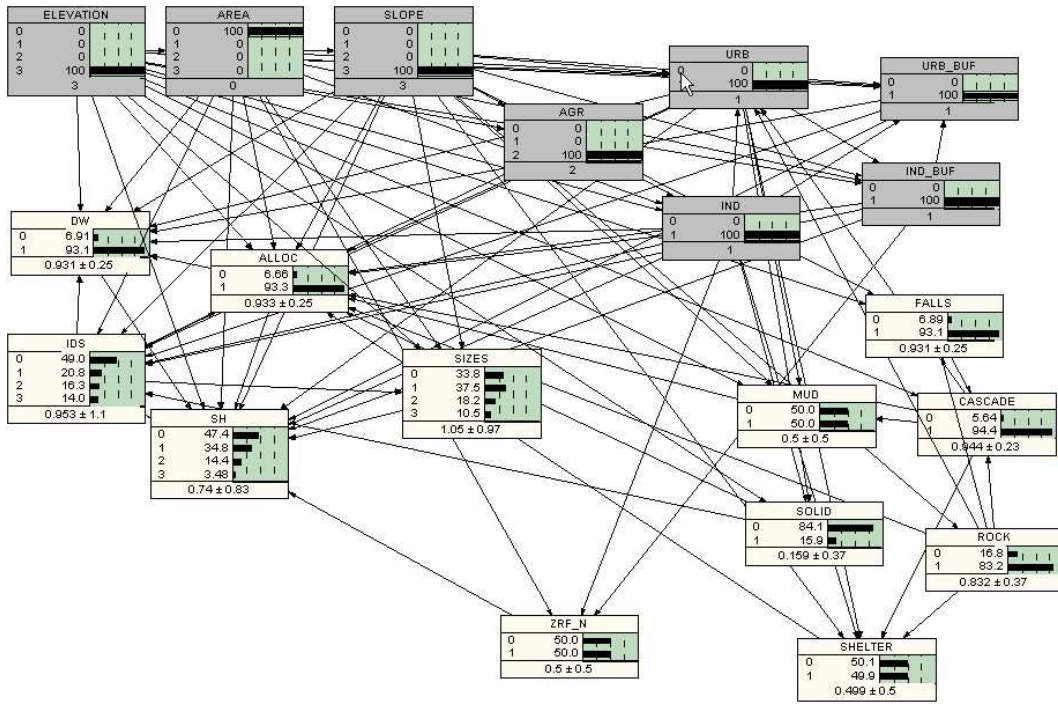 ELEVATION
0 0
1 0
2 0
3 100
3
AREA
0 100
1 0
2 0
3 0
0
SLOPE
0 0
1 0
2 0
3 100
3
URB
0 0
100
1
URB_BUF
0 0
1 100
1
AGR
0 0
1 0
2 100
2
IND_BUF
0 0
1 100
1
IND
0 0
1 100
1
DW
0 6.91
1 93.1
0.931 ± 0.25
ALLOC
0 6.66
1 93.3
0.933 ± 0.25
FALLS
0 6.89
1 93.1
0.931 ± 0.25
IDS
0 49.0
1 20.8
2 16.3
3 14.0
0.953 ± 1.1
SIZES
0 33.8
1 37.5
2 18.2
3 10.5
1.05 ± 0.97
MUD
0 50.0
1 50.0
0.5 ± 0.5
CASCADE
0 5.64
1 94.4
0.944 ± 0.23
SH
0 47.4
1 34.8
2 14.4
3 3.48
0.74 ± 0.83
SOLID
0 84.1
1 15.9
0.159 ± 0.37
ROCK
0 16.8
1 83.2
0.832 ± 0.37
ZRF_N
0 50.0
1 50.0
0.5 ± 0.5
SHELTER
0 50.1
1 49.9
0.499 ± 0.5